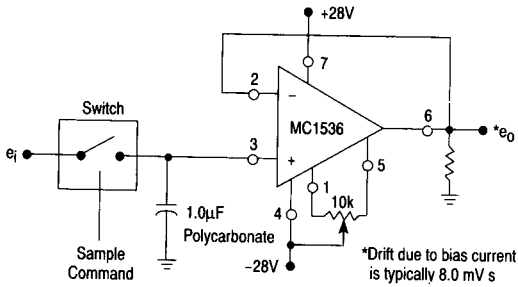 +28V
7
2
Switch
−
MC1536
6
*eo
ei
3
+
1
5
10k
4
1.0µF
Polycarbonate
−28V
Sample
Command
*Drift due to bias current
is typically 8.0 mV s